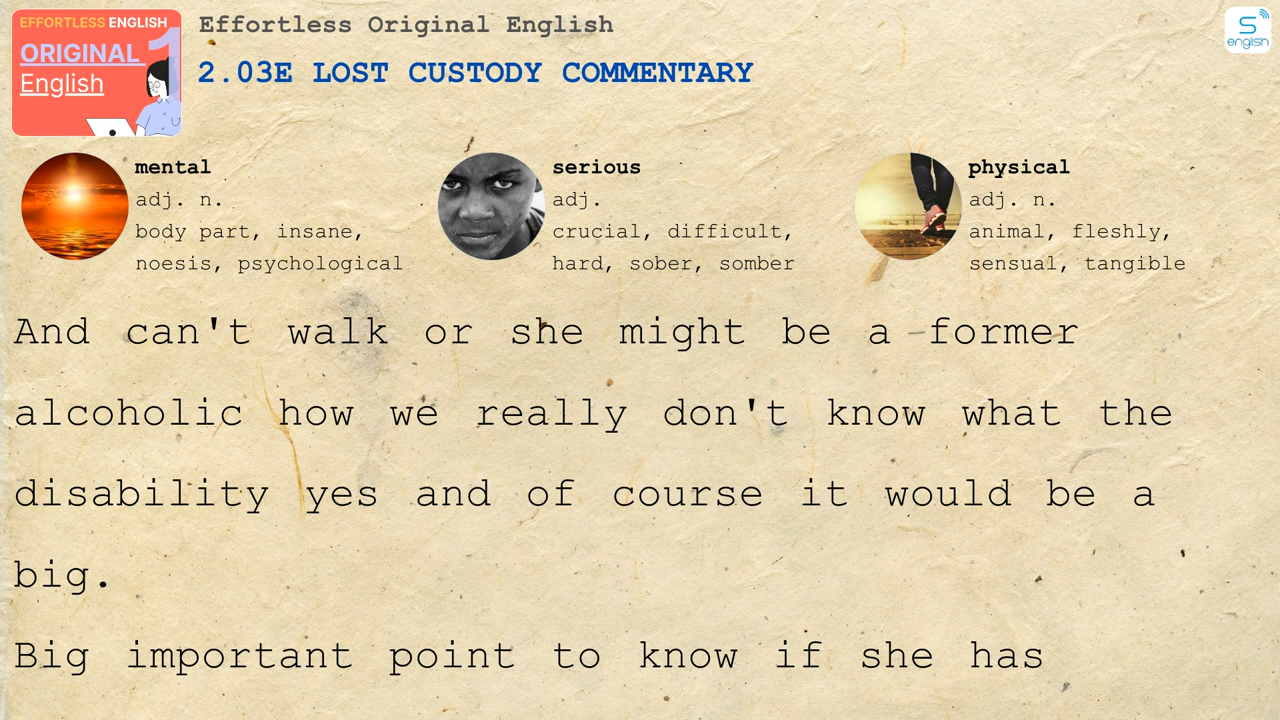 EFFORTLESS ENGLISH
ORIGINAL 1
English
Effortless Original English
2.03E LOST CUSTODY COMMENTARY
S
english
mental
adj. n.
body part, insane,
noesis, psychological
serious
adj.
crucial, difficult,
hard, sober, somber
physical
adj. n.
animal, fleshly,
sensual, tangible
And can't walk or she might be a former
alcoholic how we really don't know what the
disability yes and of course it would be a
big.
Big important point to know if she has